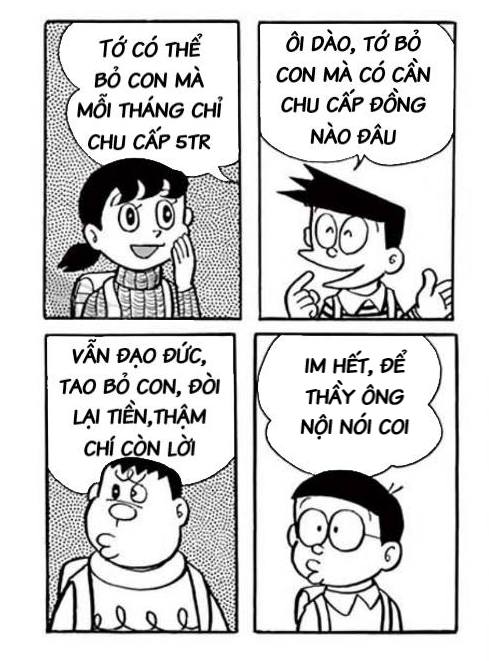 TỚ CÓ THỂ
BỎ CON MÀ
MỖI THÁNG CHỈ
CHU CẤP 5TR
ÔI DÀO, TỚ BỎ
CON MÀ CÓ CẦN
CHU CẤP ĐỒNG
NÀO ĐÂU
VẪN ĐẠO ĐỨC,
TAO BỎ CON, ĐÒI
LẠI TIỀN,THẬM
CHÍ CÒN LỜI
IM HẾT, ĐỂ
THẦY ÔNG
NỘI NÓI COI